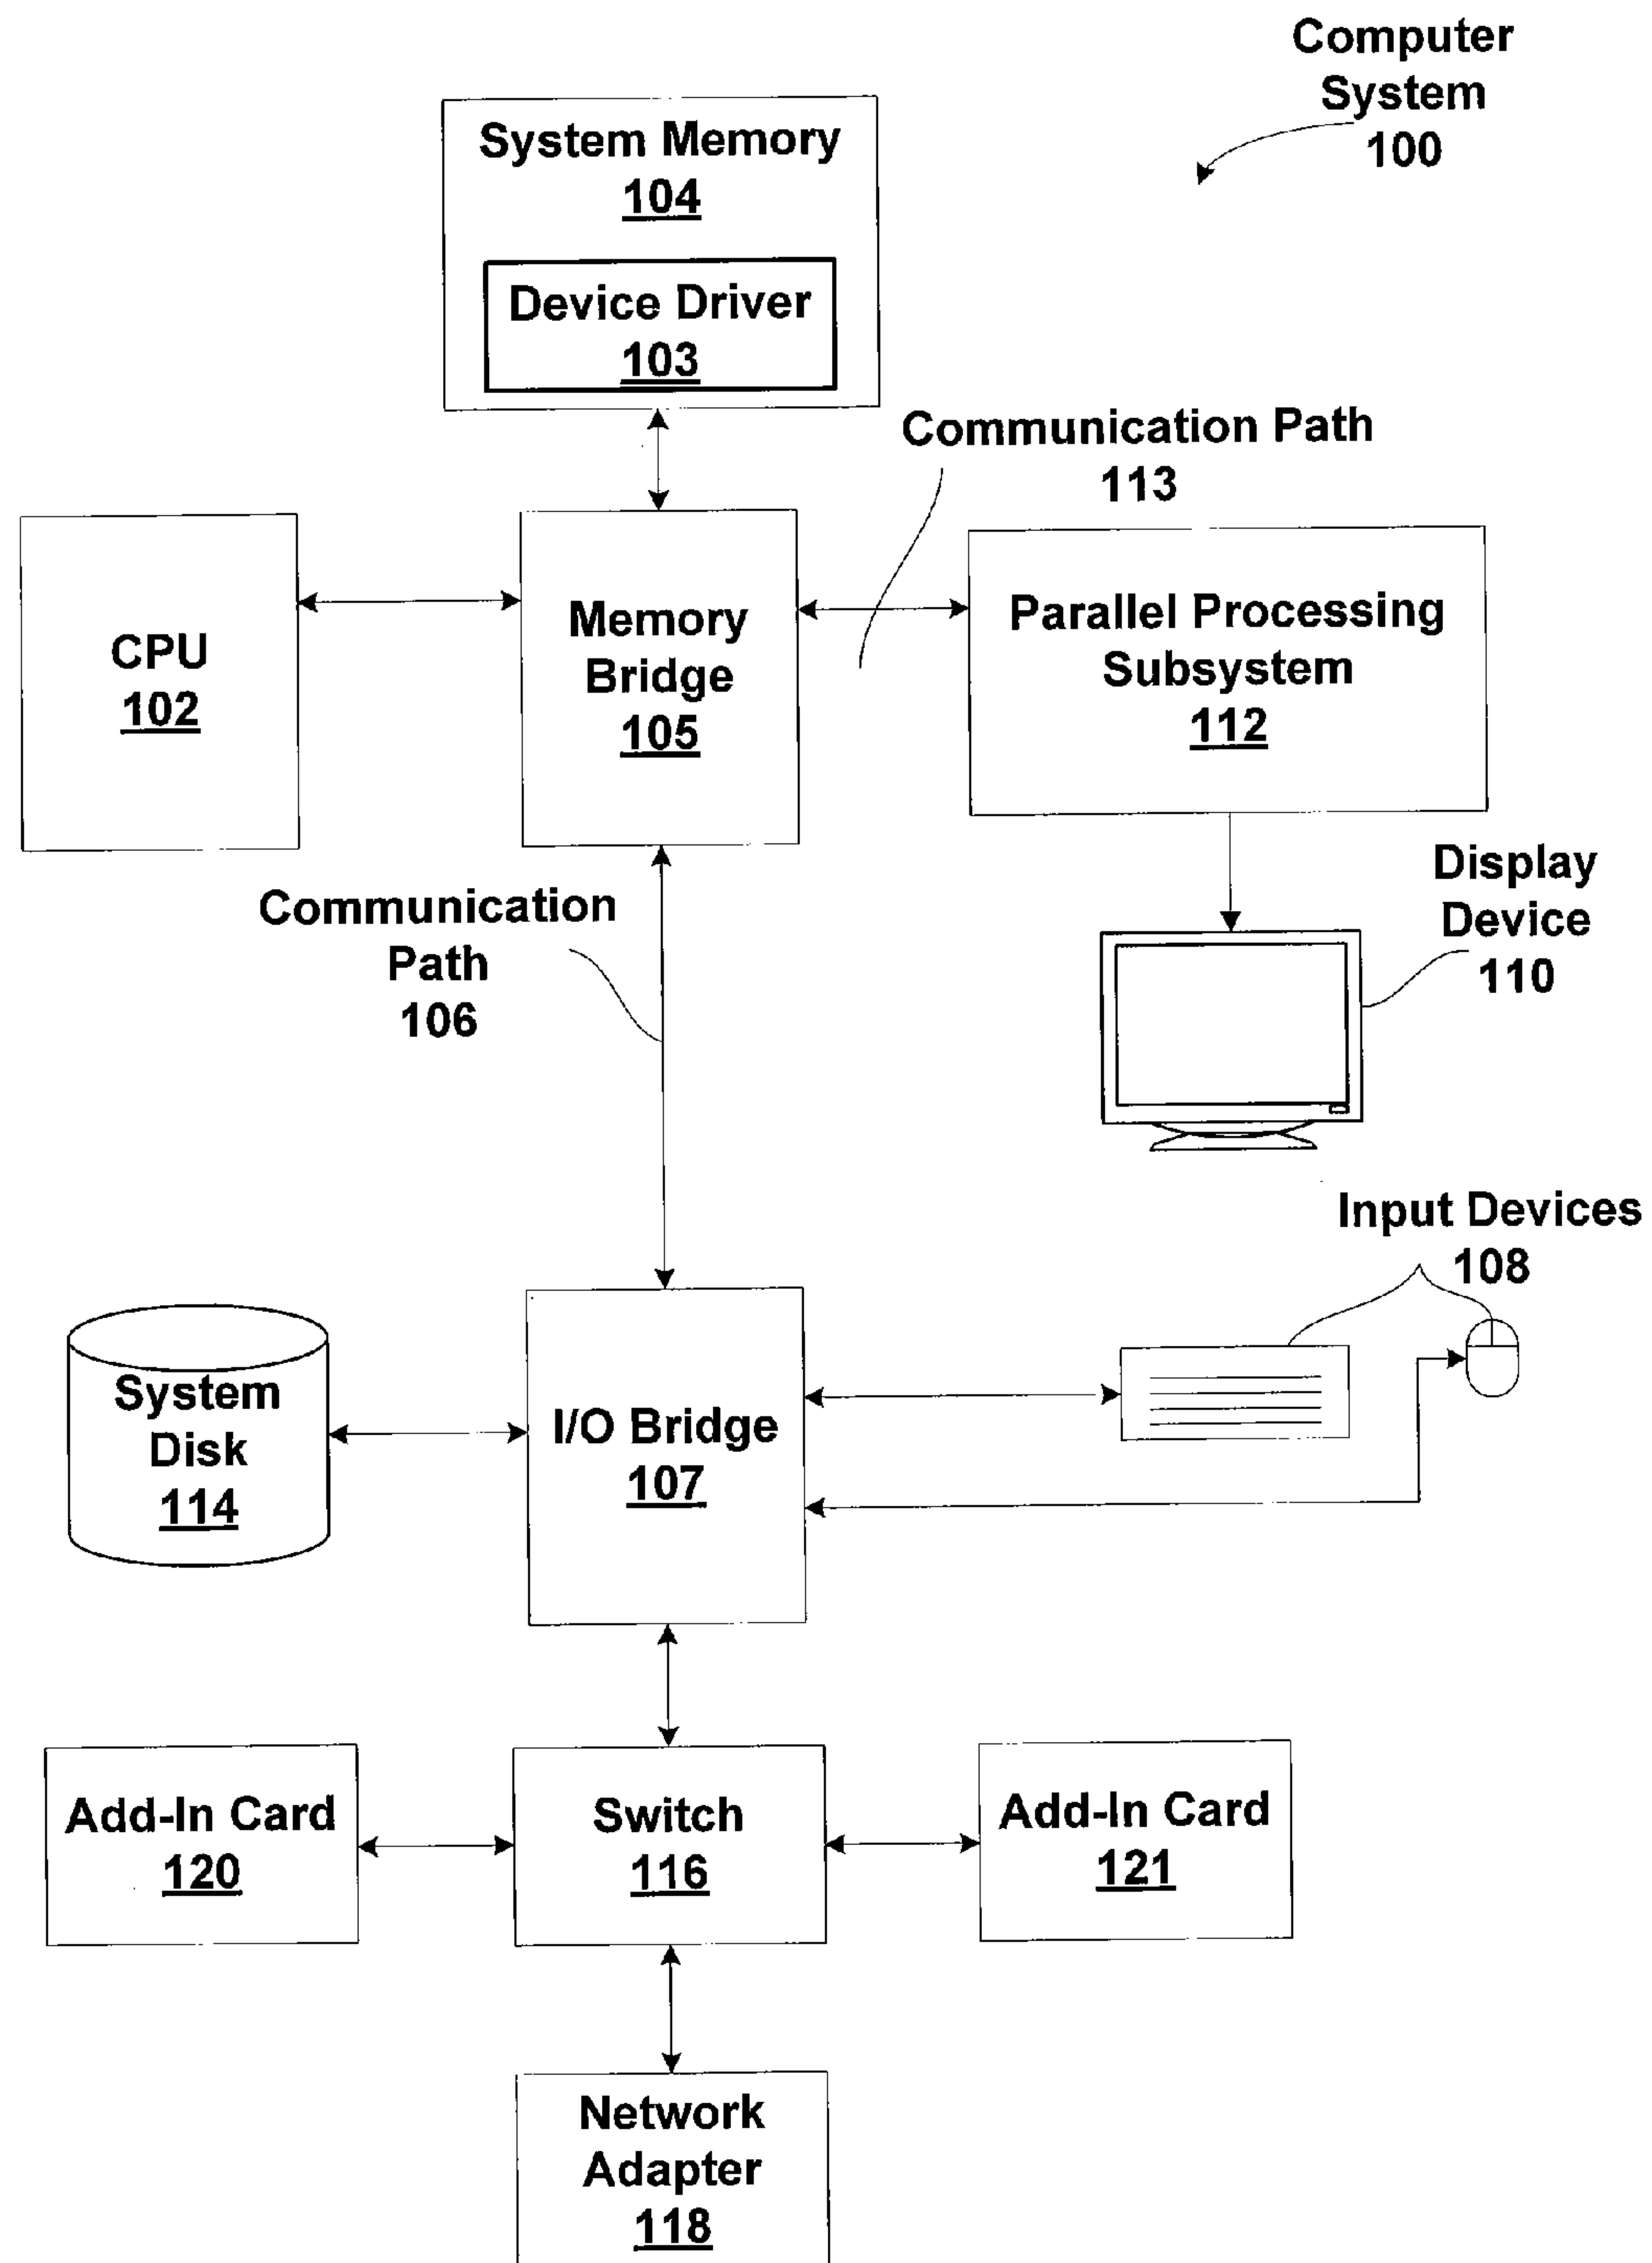 Computer
System
100
System Memory
104
Device Driver
103
Communication Path
113
CPU
102
Memory
Bridge
105
Parallel Processing
Subsystem
112
Communication
Path
106
Display
Device
110
Input Devices
108
System
Disk
114
I/O Bridge
107
Add-In Card
120
Switch
116
Add-In Card
121
Network
Adapter
118